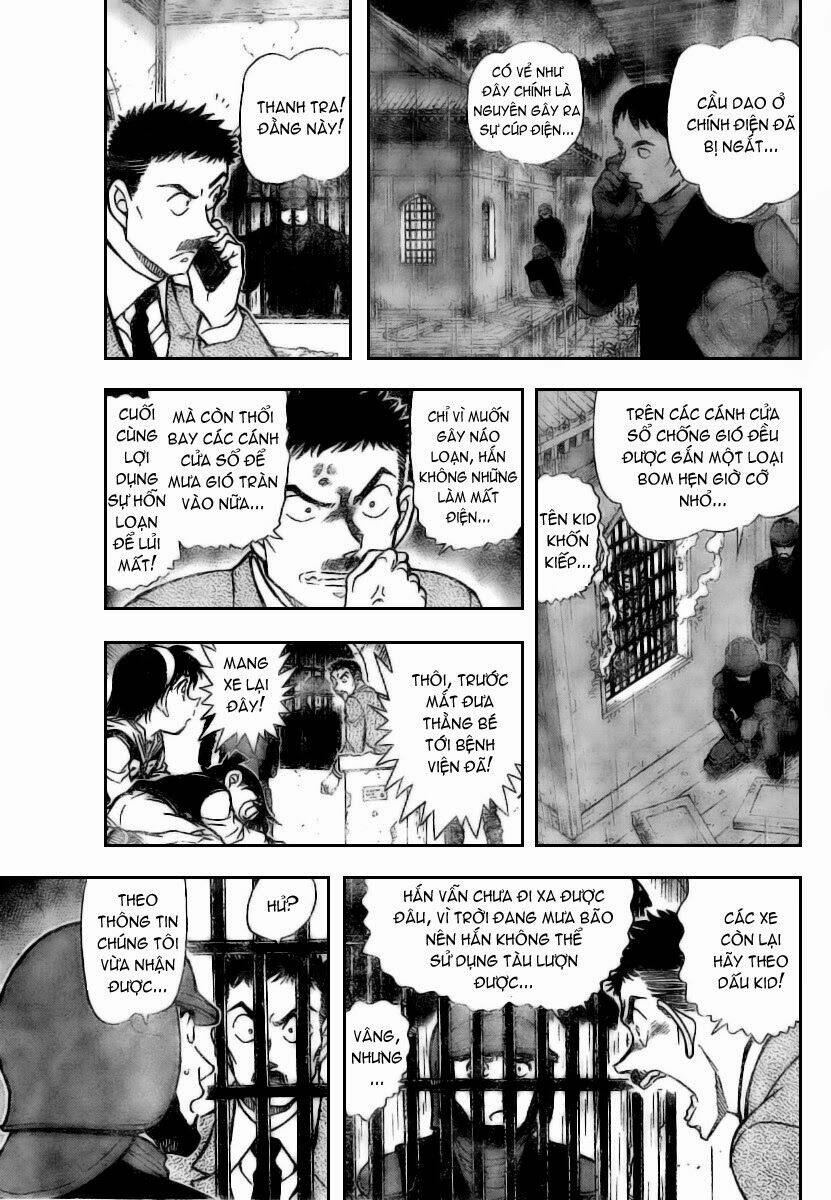 CẦU DAO Ở
CHÍNH ĐIỆN ĐÃ
BỊ NGẮT...
CÓ VẺ NHƯ
ĐÂY CHÍNH LÀ
NGUYÊN GÂY RA
SỰ CÚP ĐIỆN...
THANH TRA!
ĐẰNG NÀY!
TRÊN CÁC CÁNH CỬA
SỔ CHỐNG GIÓ ĐỀU
ĐƯỢC GẮN MỘT LOẠI
BOM HẸN GIỜ CỠ
NHỎ...
TÊN KID
KHỐN
KIẾP...
CHỈ VÌ MUỐN
GÂY NÁO
LOẠN, HẮN
KHÔNG NHỮNG
LÀM MẤT
ĐIỆN...
MÀ CÒN THỔI
BAY CÁC CÁNH
CỬA SỔ ĐỂ
MƯA GIÓ TRÀN
VÀO NỮA...
CUỐI
CÙNG
LỢI
DỤNG
SỰ HỖN
LOẠN
ĐỂ LỦI
MẤT!
THÔI, TRƯỚC
MẮT ĐƯA
THẰNG BÉ
TỚI BỆNH
VIỆN ĐÃ!
MANG
XE LẠI
ĐÂY!
CÁC XE
CÒN LẠI
HÃY THEO
DẤU KID!
HẮN VẪN CHƯA ĐI XA ĐƯỢC
ĐÂU, VÌ TRỜI ĐANG MƯA BÃO
NÊN HẮN KHÔNG THỂ
SỬ DỤNG TÀU LƯỢN
ĐƯỢC...
VÂNG,
NHƯNG
...
HỬ?
THEO
THÔNG TIN
CHÚNG TÔI
VỪA NHẬN
ĐƯỢC...